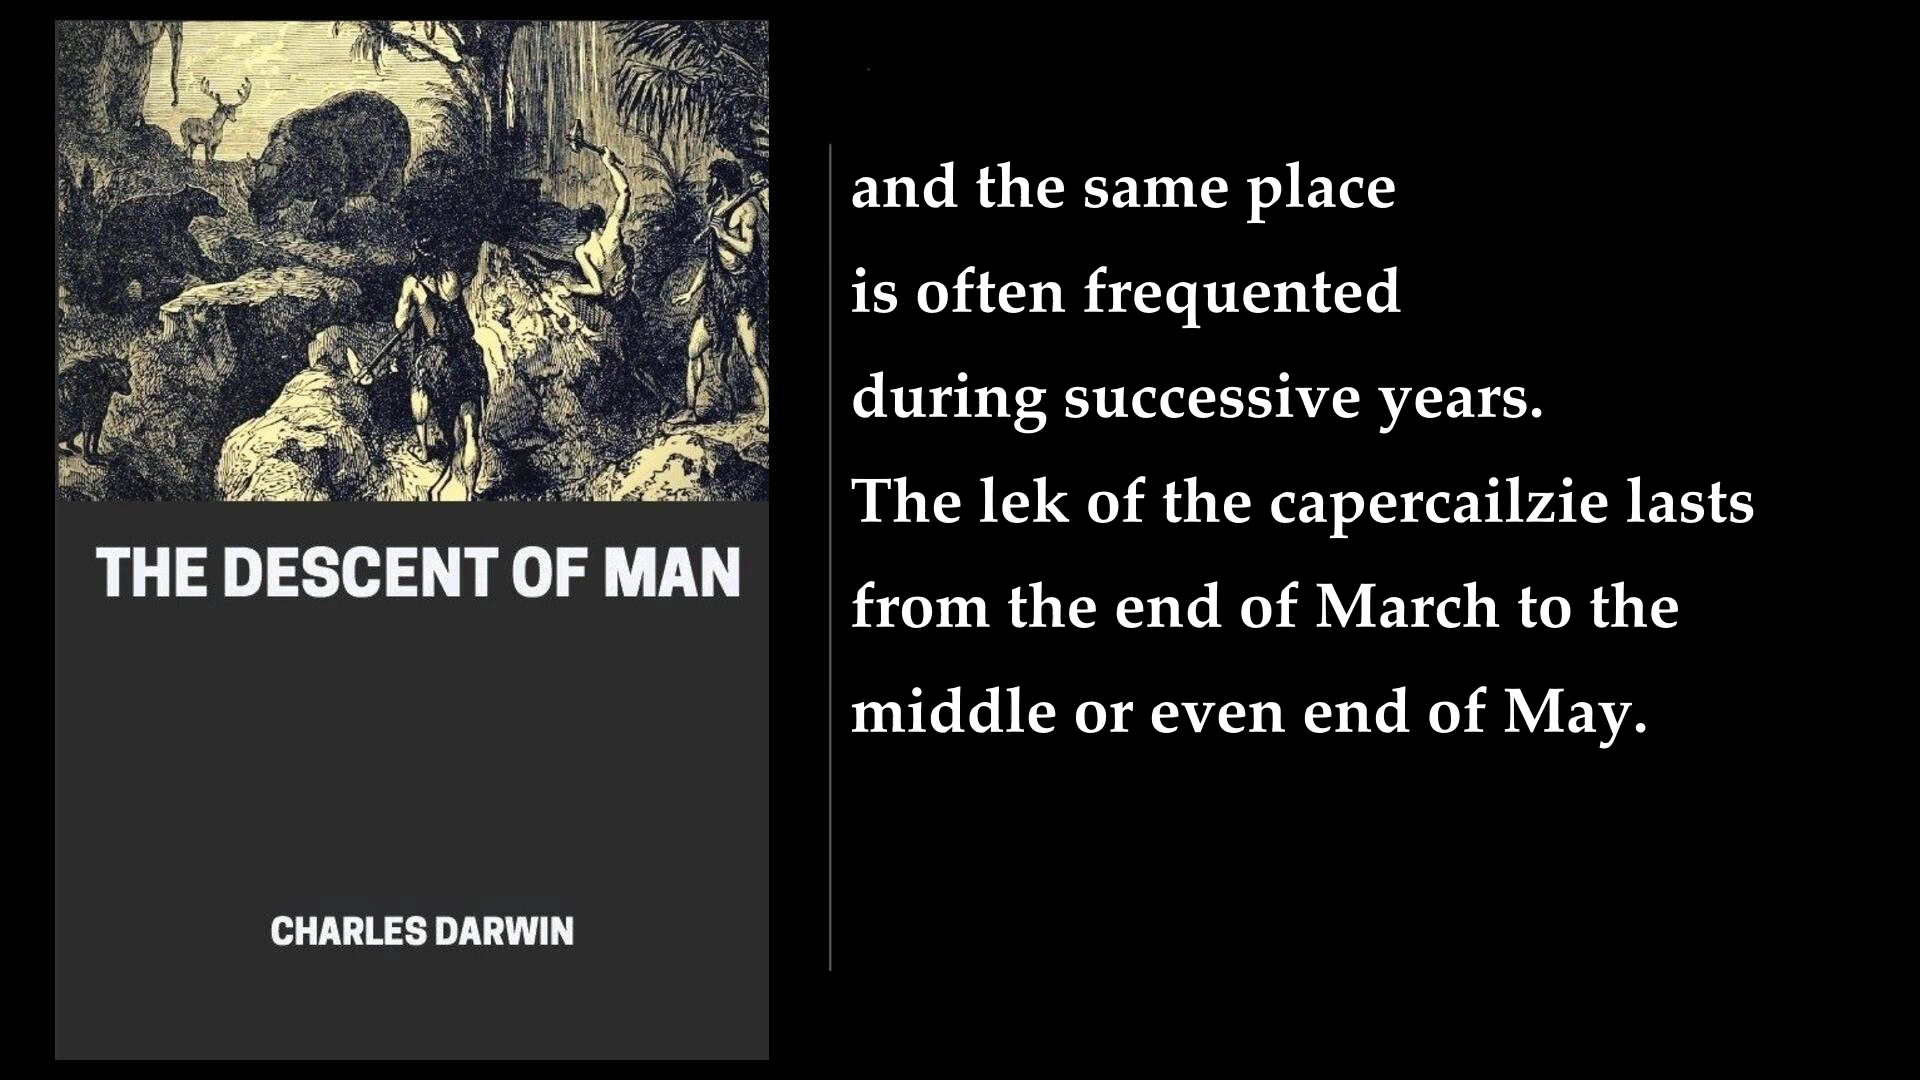 THE DESCENT OF MAN
CHARLES DARWIN
and the same place
is often frequented
during successive years.
The lek of the capercailzie lasts
from the end of March to the
middle or even end of May.